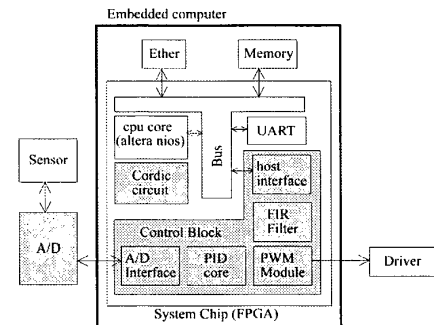 Embedded computer
Ether
Memory
cpu core
(altera nios)
UART
Bus
Sensor
Cordic
circuit
host
interface
FIR
Filter
Control Block
A/D
A/D
Interface
PID
core
PWM
Module
Driver
System Chip (FPGA)